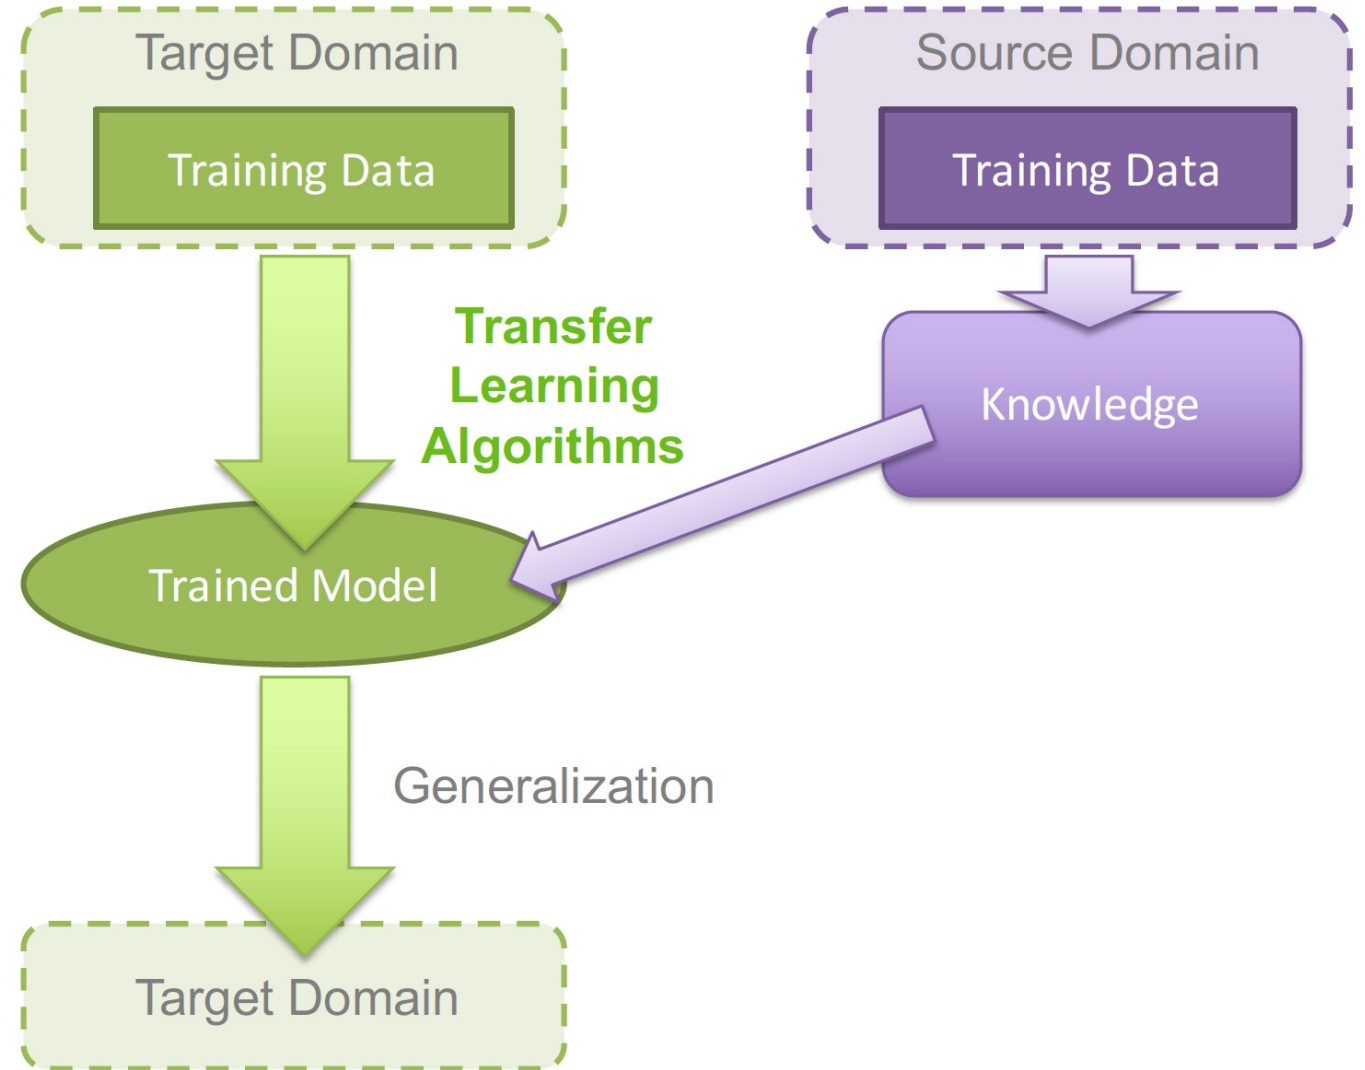 Target Domain
Training Data
Source Domain
Training Data
Transfer
Learning
Algorithms
Knowledge
Trained Model
Generalization
Target Domain